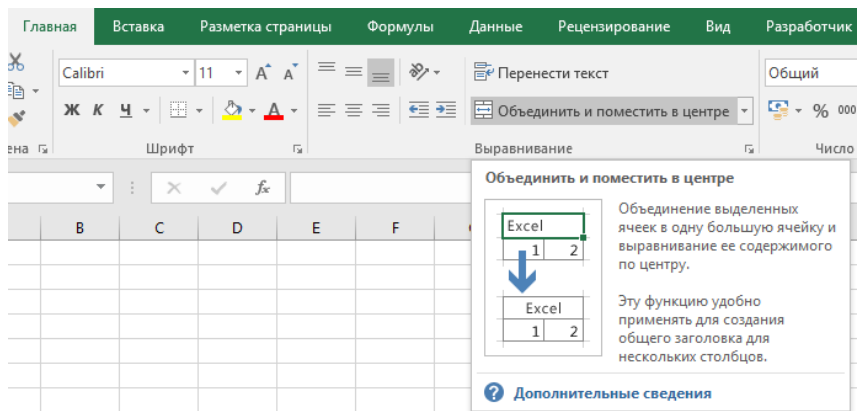 Главная Вставка Разметка страницы Формулы Данные Рецензирование Вид Разработчик
Calibri 11 A A Перенести текст Общий
Ж К Ч A Объединить и поместить в центре % 000
ена Шрифт Выравнивание Число
fx
Объединить и поместить в центре
B C D E F
Excel
1 2
Excel
1 2
Объединение выделенных
ячеек в одну большую ячейку и
выравнивание ее содержимого
по центру.
Эту функцию удобно
применять для создания
общего заголовка для
нескольких столбцов.
? Дополнительные сведения